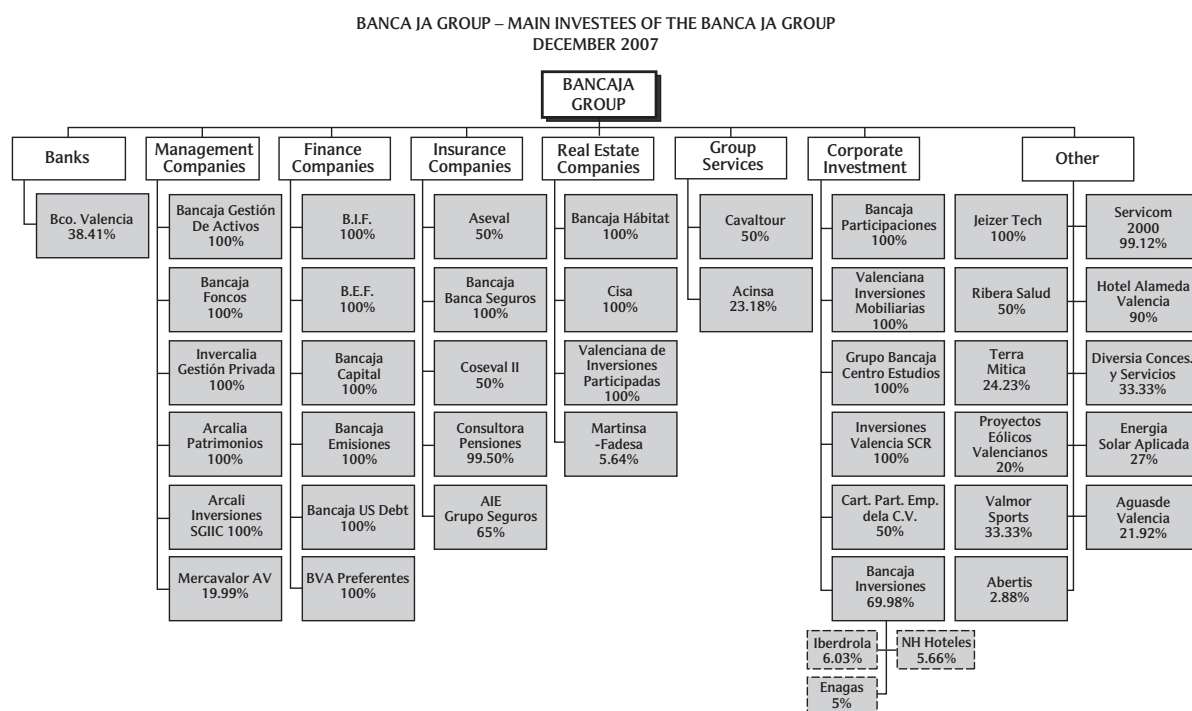 BANCA JA GROUP – MAIN INVESTEES OF THE BANCA JA GROUP
DECEMBER 2007
BANCAJA
GROUP
Banks
Management
Companies
Finance
Companies
Insurance
Companies
Real Estate
Companies
Group
Services
Corporate
Investment
Other
Bco. Valencia
38.41%
Bancaja Gestión
De Activos
100%
Bancaja
Foncos
100%
Invercalia
Gestión Privada
100%
Arcalia
Patrimonios
100%
Arcali
Inversiones
SGIIC 100%
Mercavalor AV
19.99%
B.I.F.
100%
B.E.F.
100%
Bancaja
Capital
100%
Bancaja
Emisiones
100%
Bancaja US Debt
100%
BVA Preferentes
100%
Aseval
50%
Bancaja
Banca Seguros
100%
Coseval II
50%
Consultora
Pensiones
99.50%
AIE
Grupo Seguros
65%
Bancaja Hábitat
100%
Cisa
100%
Valenciana de
Inversiones
Participadas
100%
Martinsa
-Fadesa
5.64%
Cavaltour
50%
Acinsa
23.18%
Bancaja
Participaciones
100%
Valenciana
Inversiones
Mobiliarias
100%
Grupo Bancaja
Centro Estudios
100%
Inversiones
Valencia SCR
100%
Cart. Part. Emp.
dela C.V.
50%
Bancaja
Inversiones
69.98%
Iberdrola
6.03%
NH Hoteles
5.66%
Enagas
5%
Jeizer Tech
100%
Ribera Salud
50%
Terra
Mitica
24.23%
Proyectos
Eólicos
Valencianos
20%
Valmor
Sports
33.33%
Abertis
2.88%
Servicom
2000
99.12%
Hotel Alameda
Valencia
90%
Diversia Conces.
y Servicios
33.33%
Energia
Solar Aplicada
27%
Aguasde
Valencia
21.92%